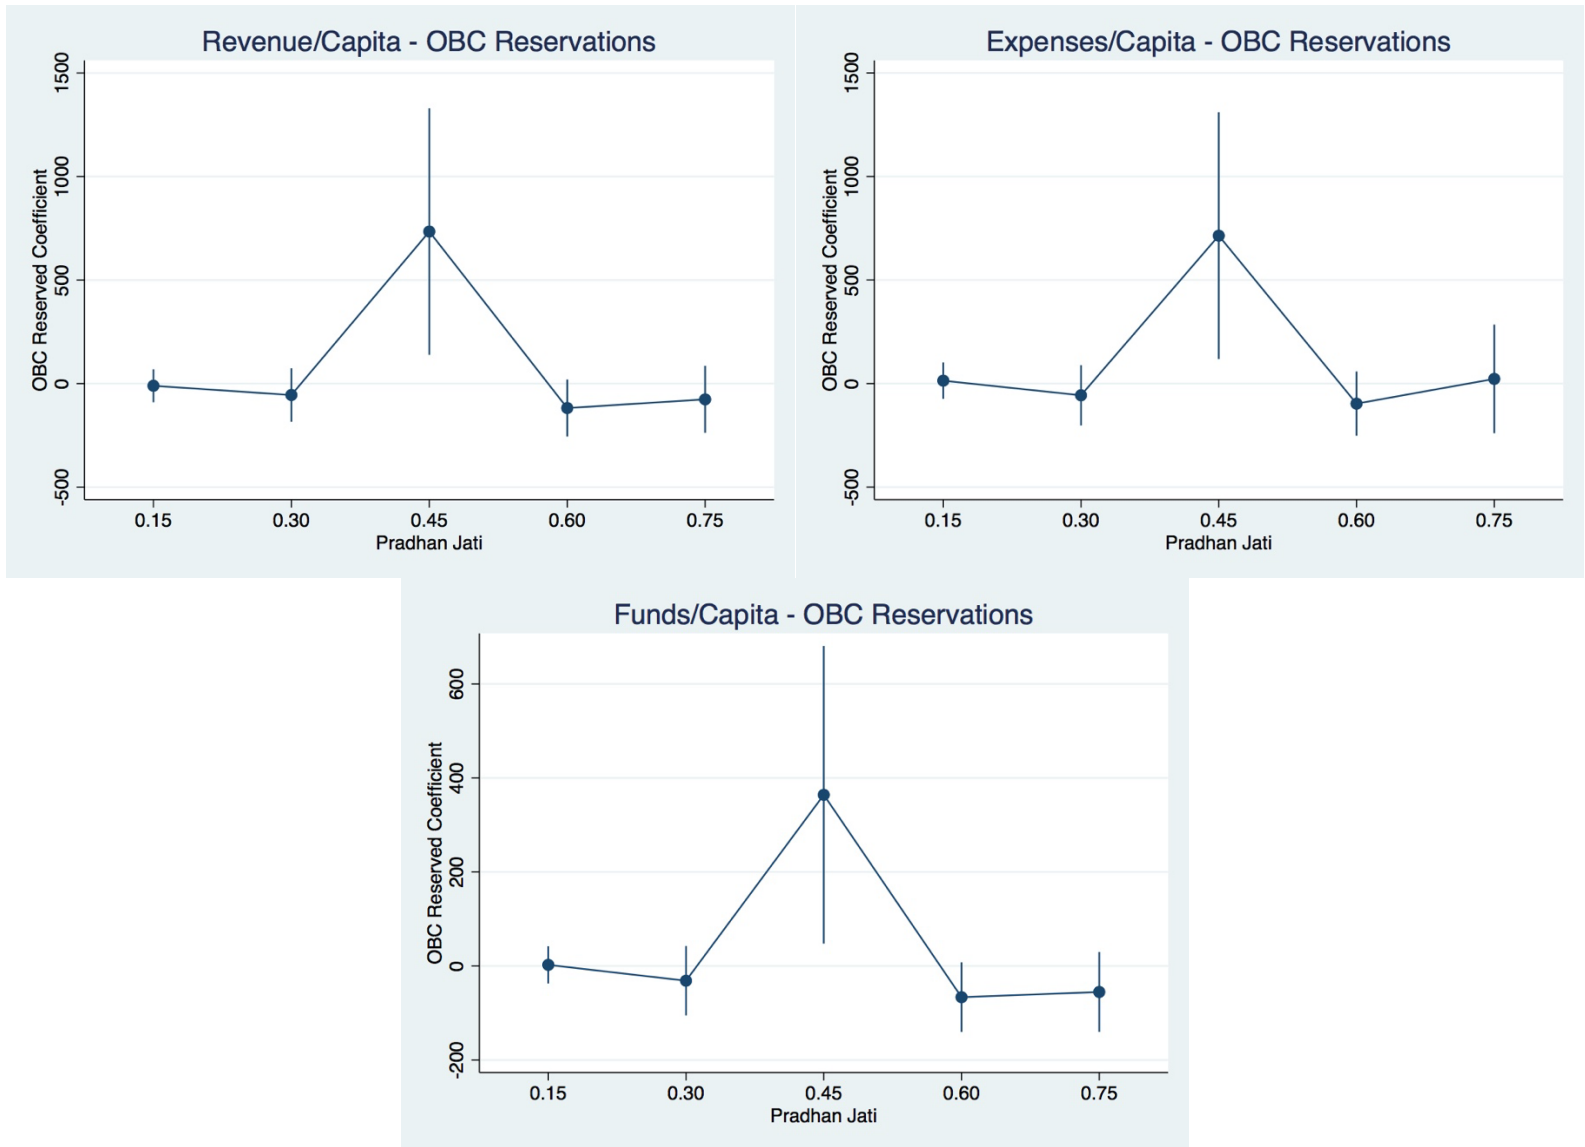 Revenue/Capita - OBC Reservations
OBC Reserved Coefficient
1500
1000
500
0
-500
0.15 0.30 0.45 0.60 0.75
Pradhan Jati
Expenses/Capita - OBC Reservations
OBC Reserved Coefficient
1500
1000
500
0
-500
0.15 0.30 0.45 0.60 0.75
Pradhan Jati
Funds/Capita - OBC Reservations
OBC Reserved Coefficient
600
400
200
0
-200
0.15 0.30 0.45 0.60 0.75
Pradhan Jati